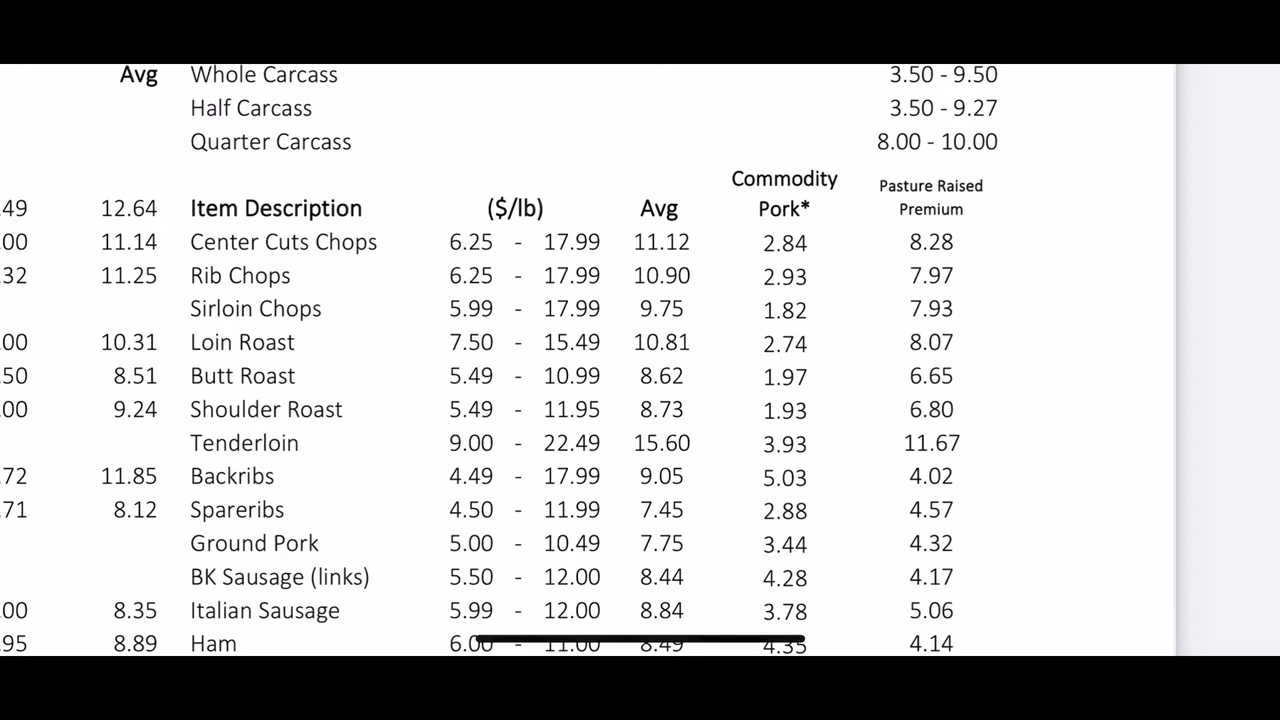 Avg Whole Carcass 3.50 - 9.50
Half Carcass 3.50 - 9.27
Quarter Carcass 8.00 - 10.00
Commodity Pasture Raised
49 12.64 Item Description ($/lb) Avg Pork* Premium
00 11.14 Center Cuts Chops 6.25 - 17.99 11.12 2.84 8.28
32 11.25 Rib Chops 6.25 - 17.99 10.90 2.93 7.97
Sirloin Chops 5.99 - 17.99 9.75 1.82 7.93
00 10.31 Loin Roast 7.50 - 15.49 10.81 2.74 8.07
50 8.51 Butt Roast 5.49 - 10.99 8.62 1.97 6.65
00 9.24 Shoulder Roast 5.49 - 11.95 8.73 1.93 6.80
Tenderloin 9.00 - 22.49 15.60 3.93 11.67
72 11.85 Backribs 4.49 - 17.99 9.05 5.03 4.02
.71 8.12 Spareribs 4.50 - 11.99 7.45 2.88 4.57
Ground Pork 5.00 - 10.49 7.75 3.44 4.32
BK Sausage (links) 5.50 - 12.00 8.44 4.28 4.17
00 8.35 Italian Sausage 5.99 - 12.00 8.84 3.78 5.06
.95 8.89 Ham 6.00 - 11.00 8.49 4.35 4.14